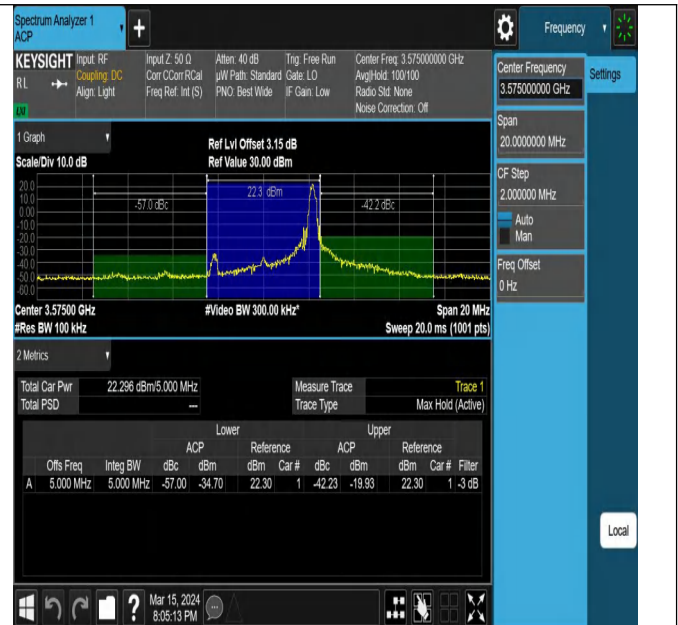 Spectrum Analyzer 1
ACP
Frequency
KEYSIGHT Input: RF Input Z: 50 Ω Atten: 40 dB Trig: Free Run Center Freq: 3.575000000 GHz
RL Coupling: DC Corr CCorr RCal µW Path: Standard Gate: LO Avg|Hold: 100/100
Align: Light Freq Ref: Int (S) PNO: Best Wide IF Gain: Low Radio Std: None
Noise Correction: Off
Center Frequency
3.575000000 GHz
Settings
Span
20.0000000 MHz
CF Step
2.000000 MHz
Auto
Man
Freq Offset
0 Hz
Local
1 Graph
Ref Lvl Offset 3.15 dB
Scale/Div 10.0 dB Ref Value 30.00 dBm
20.0
10.0
0.00
-10.0
-20.0
-30.0
-40.0
-50.0
-60.0
-57.0 dBc 22.3 dBm -42.2 dBc
Center 3.57500 GHz #Video BW 300.00 kHz* Span 20 MHz
#Res BW 100 kHz Sweep 20.0 ms (1001 pts)
2 Metrics
Total Car Pwr 22.296 dBm/5.000 MHz Measure Trace Trace 1
Total PSD --- Trace Type Max Hold (Active)
Lower Upper
ACP Reference ACP Reference
Offs Freq Integ BW dBc dBm dBm Car # dBc dBm dBm Car # Filter
A 5.000 MHz 5.000 MHz -57.00 -34.70 22.30 1 -42.23 -19.93 22.30 1 -3 dB
? Mar 15, 2024
8:05:13 PM